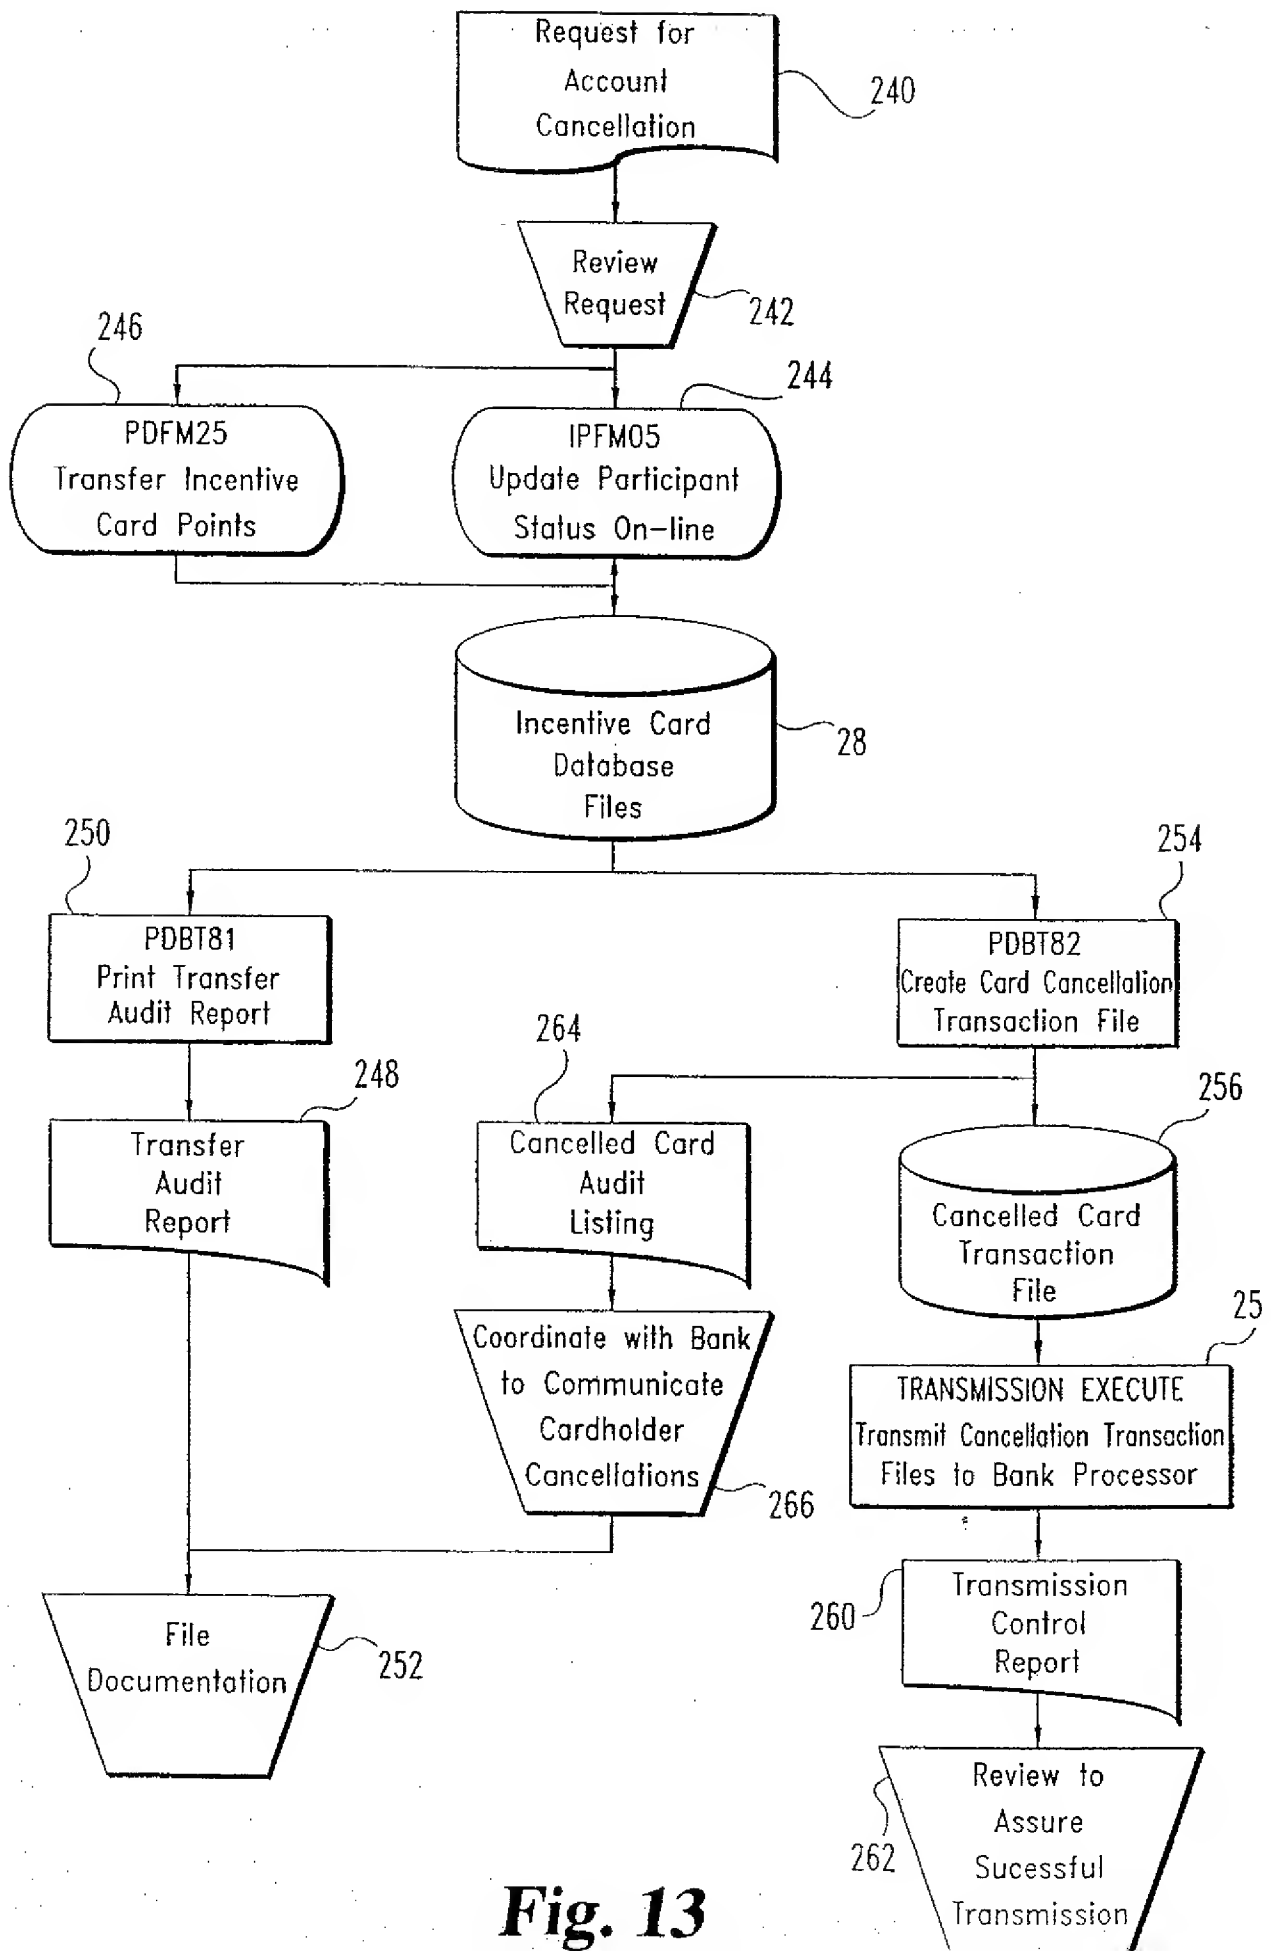 Request for
Account
Cancellation
240
Review
Request
242
246
244
PDFM25
Transfer Incentive
Card Points
IPFM05
Update Participant
Status On-line
Incentive Card
Database
Files
28
250
254
PDBT81
Print Transfer
Audit Report
PDBT82
Create Card Cancellation
Transaction File
264
248
256
Transfer
Audit
Report
Cancelled Card
Audit
Listing
Cancelled Card
Transaction
File
25
Coordinate with Bank
to Communicate
Cardholder
Cancellations
266
TRANSMISSION EXECUTE
Transmit Cancellation Transaction
Files to Bank Processor
260
Transmission
Control
Report
File
Documentation
252
262
Review to
Assure
Sucessful
Transmission
Fig. 13